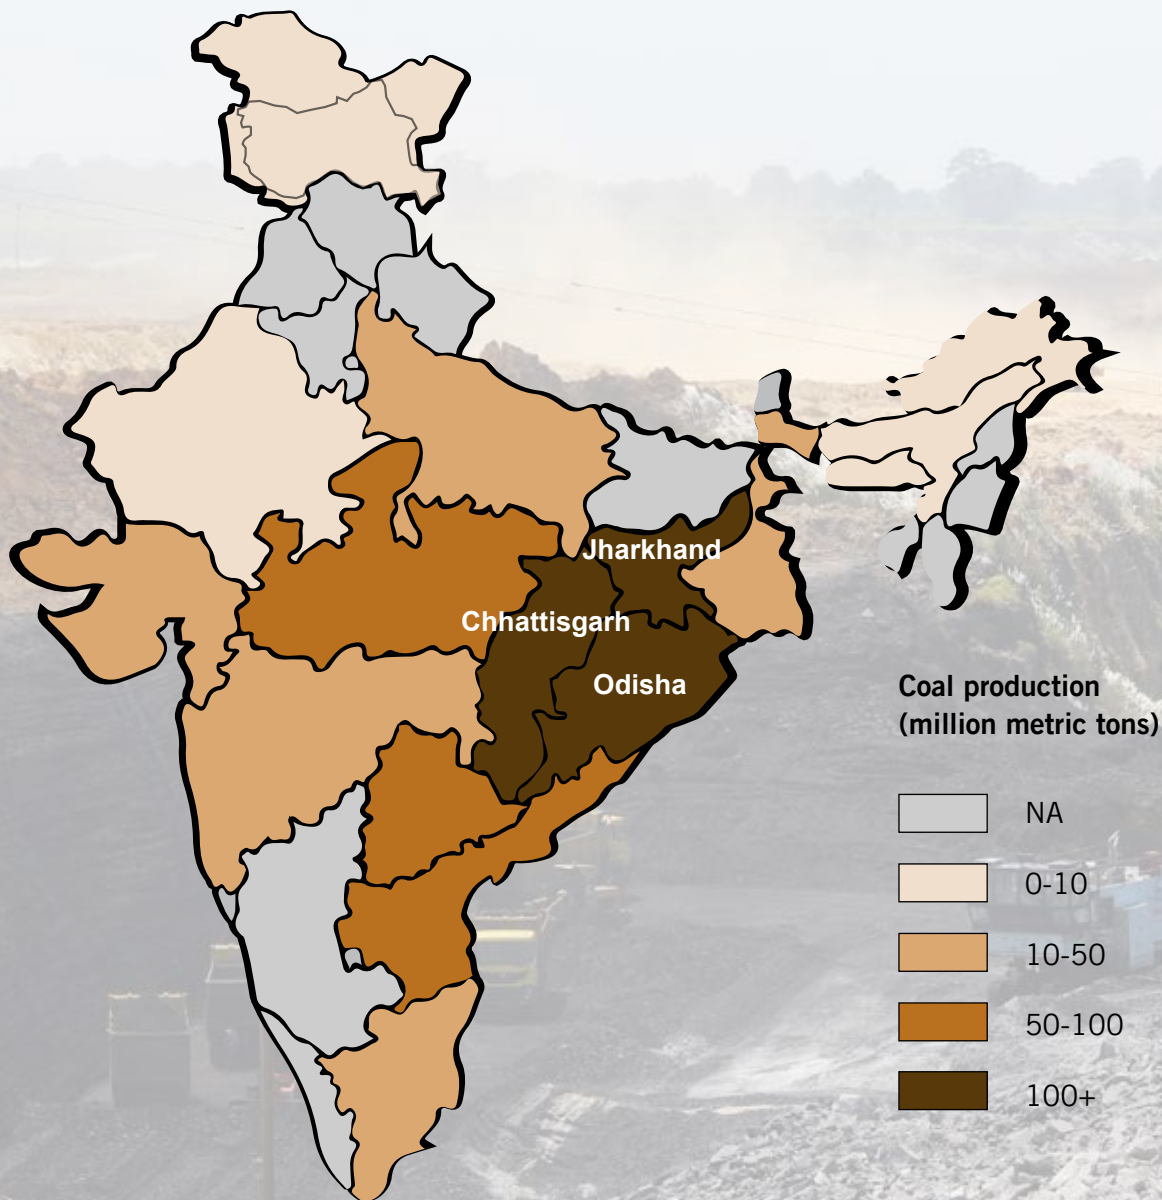 Jharkhand
Chhattisgarh
Odisha
Coal production
(million metric tons)
NA
0-10
10-50
50-100
100+